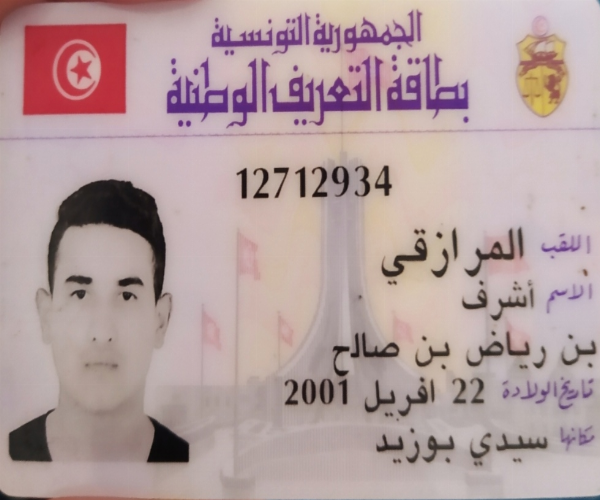 الجمهورية التونسية
بطاقة التعريف الوطنية
12712934
اللقب المرازقي
الاسم أشرف
بن رياض بن صالح
تاريخ الولادة 22 افريل 2001
مكانها سيدي بوزيد